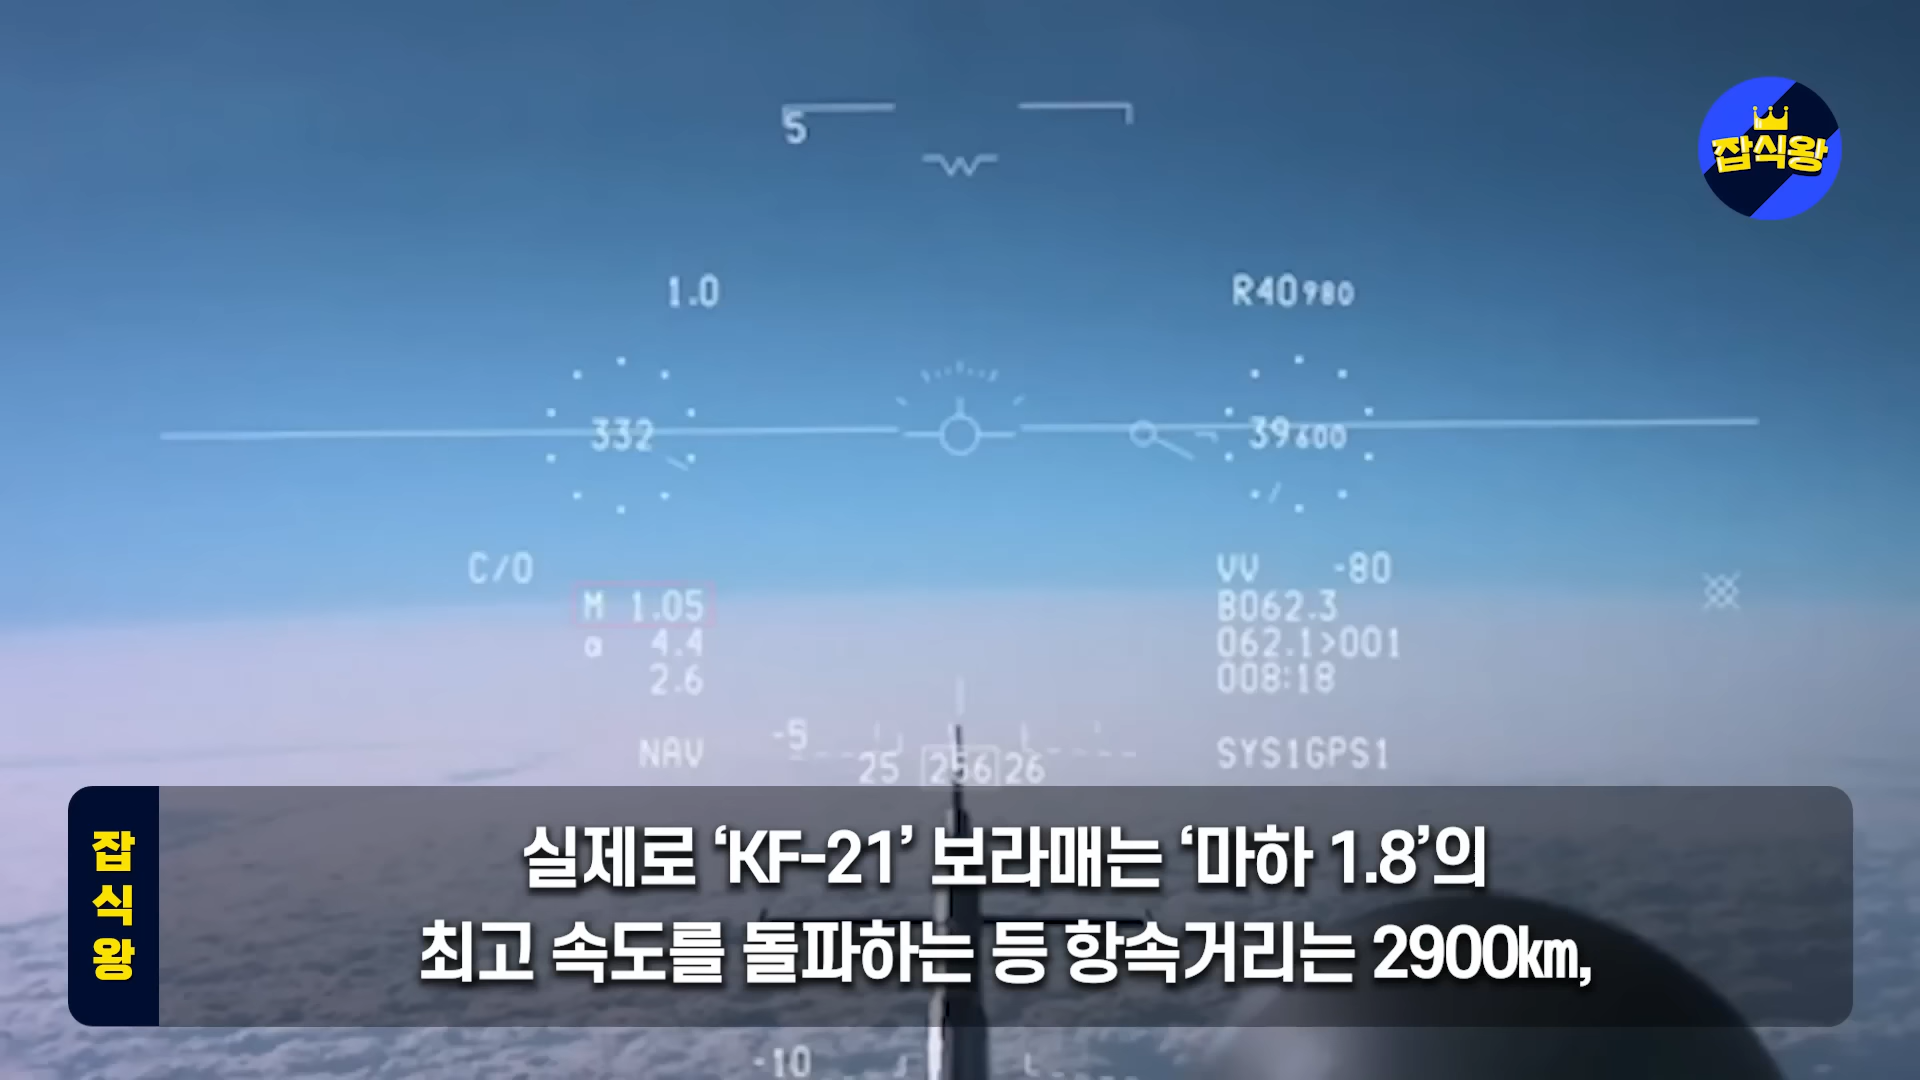 5
잡식왕
1.0
R40980
332
39600
C/0
VV -80
M 1.05
B062.3
a 4.4
062.1>001
2.6
008:18
-5
NAV
SYS1GPS1
25 256 26
잡식왕
실제로 ‘KF-21’ 보라매는 ‘마하 1.8’의
최고 속도를 돌파하는 등 항속거리는 2900㎞,
-10